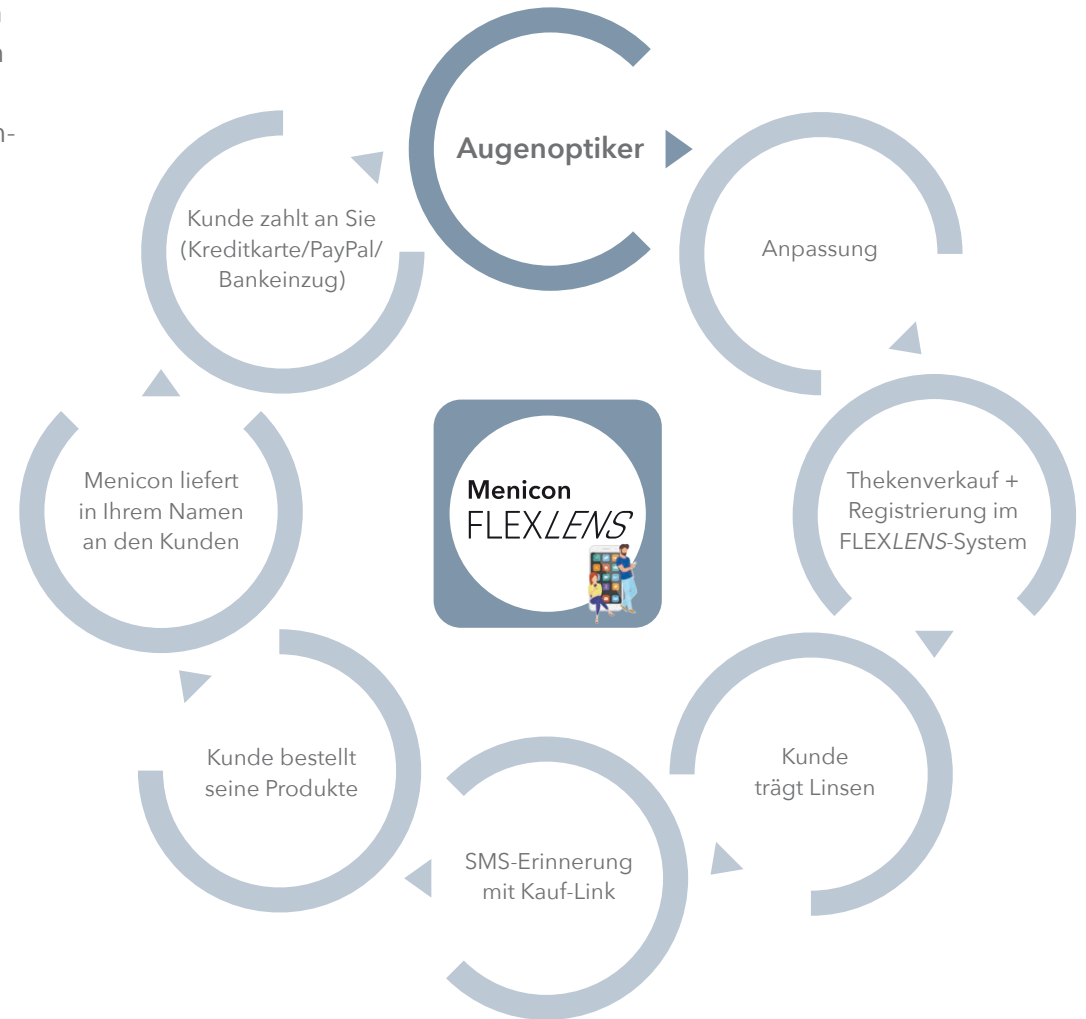 n-
Augenoptiker
Anpassung
Thekenverkauf +
Registrierung im
FLEXLENS-System
Kunde
trägt Linsen
SMS-Erinnerung
mit Kauf-Link
Kunde bestellt
seine Produkte
Menicon liefert
in Ihrem Namen
an den Kunden
Kunde zahlt an Sie
(Kreditkarte/PayPal/
Bankeinzug)
Menicon
FLEXLENS